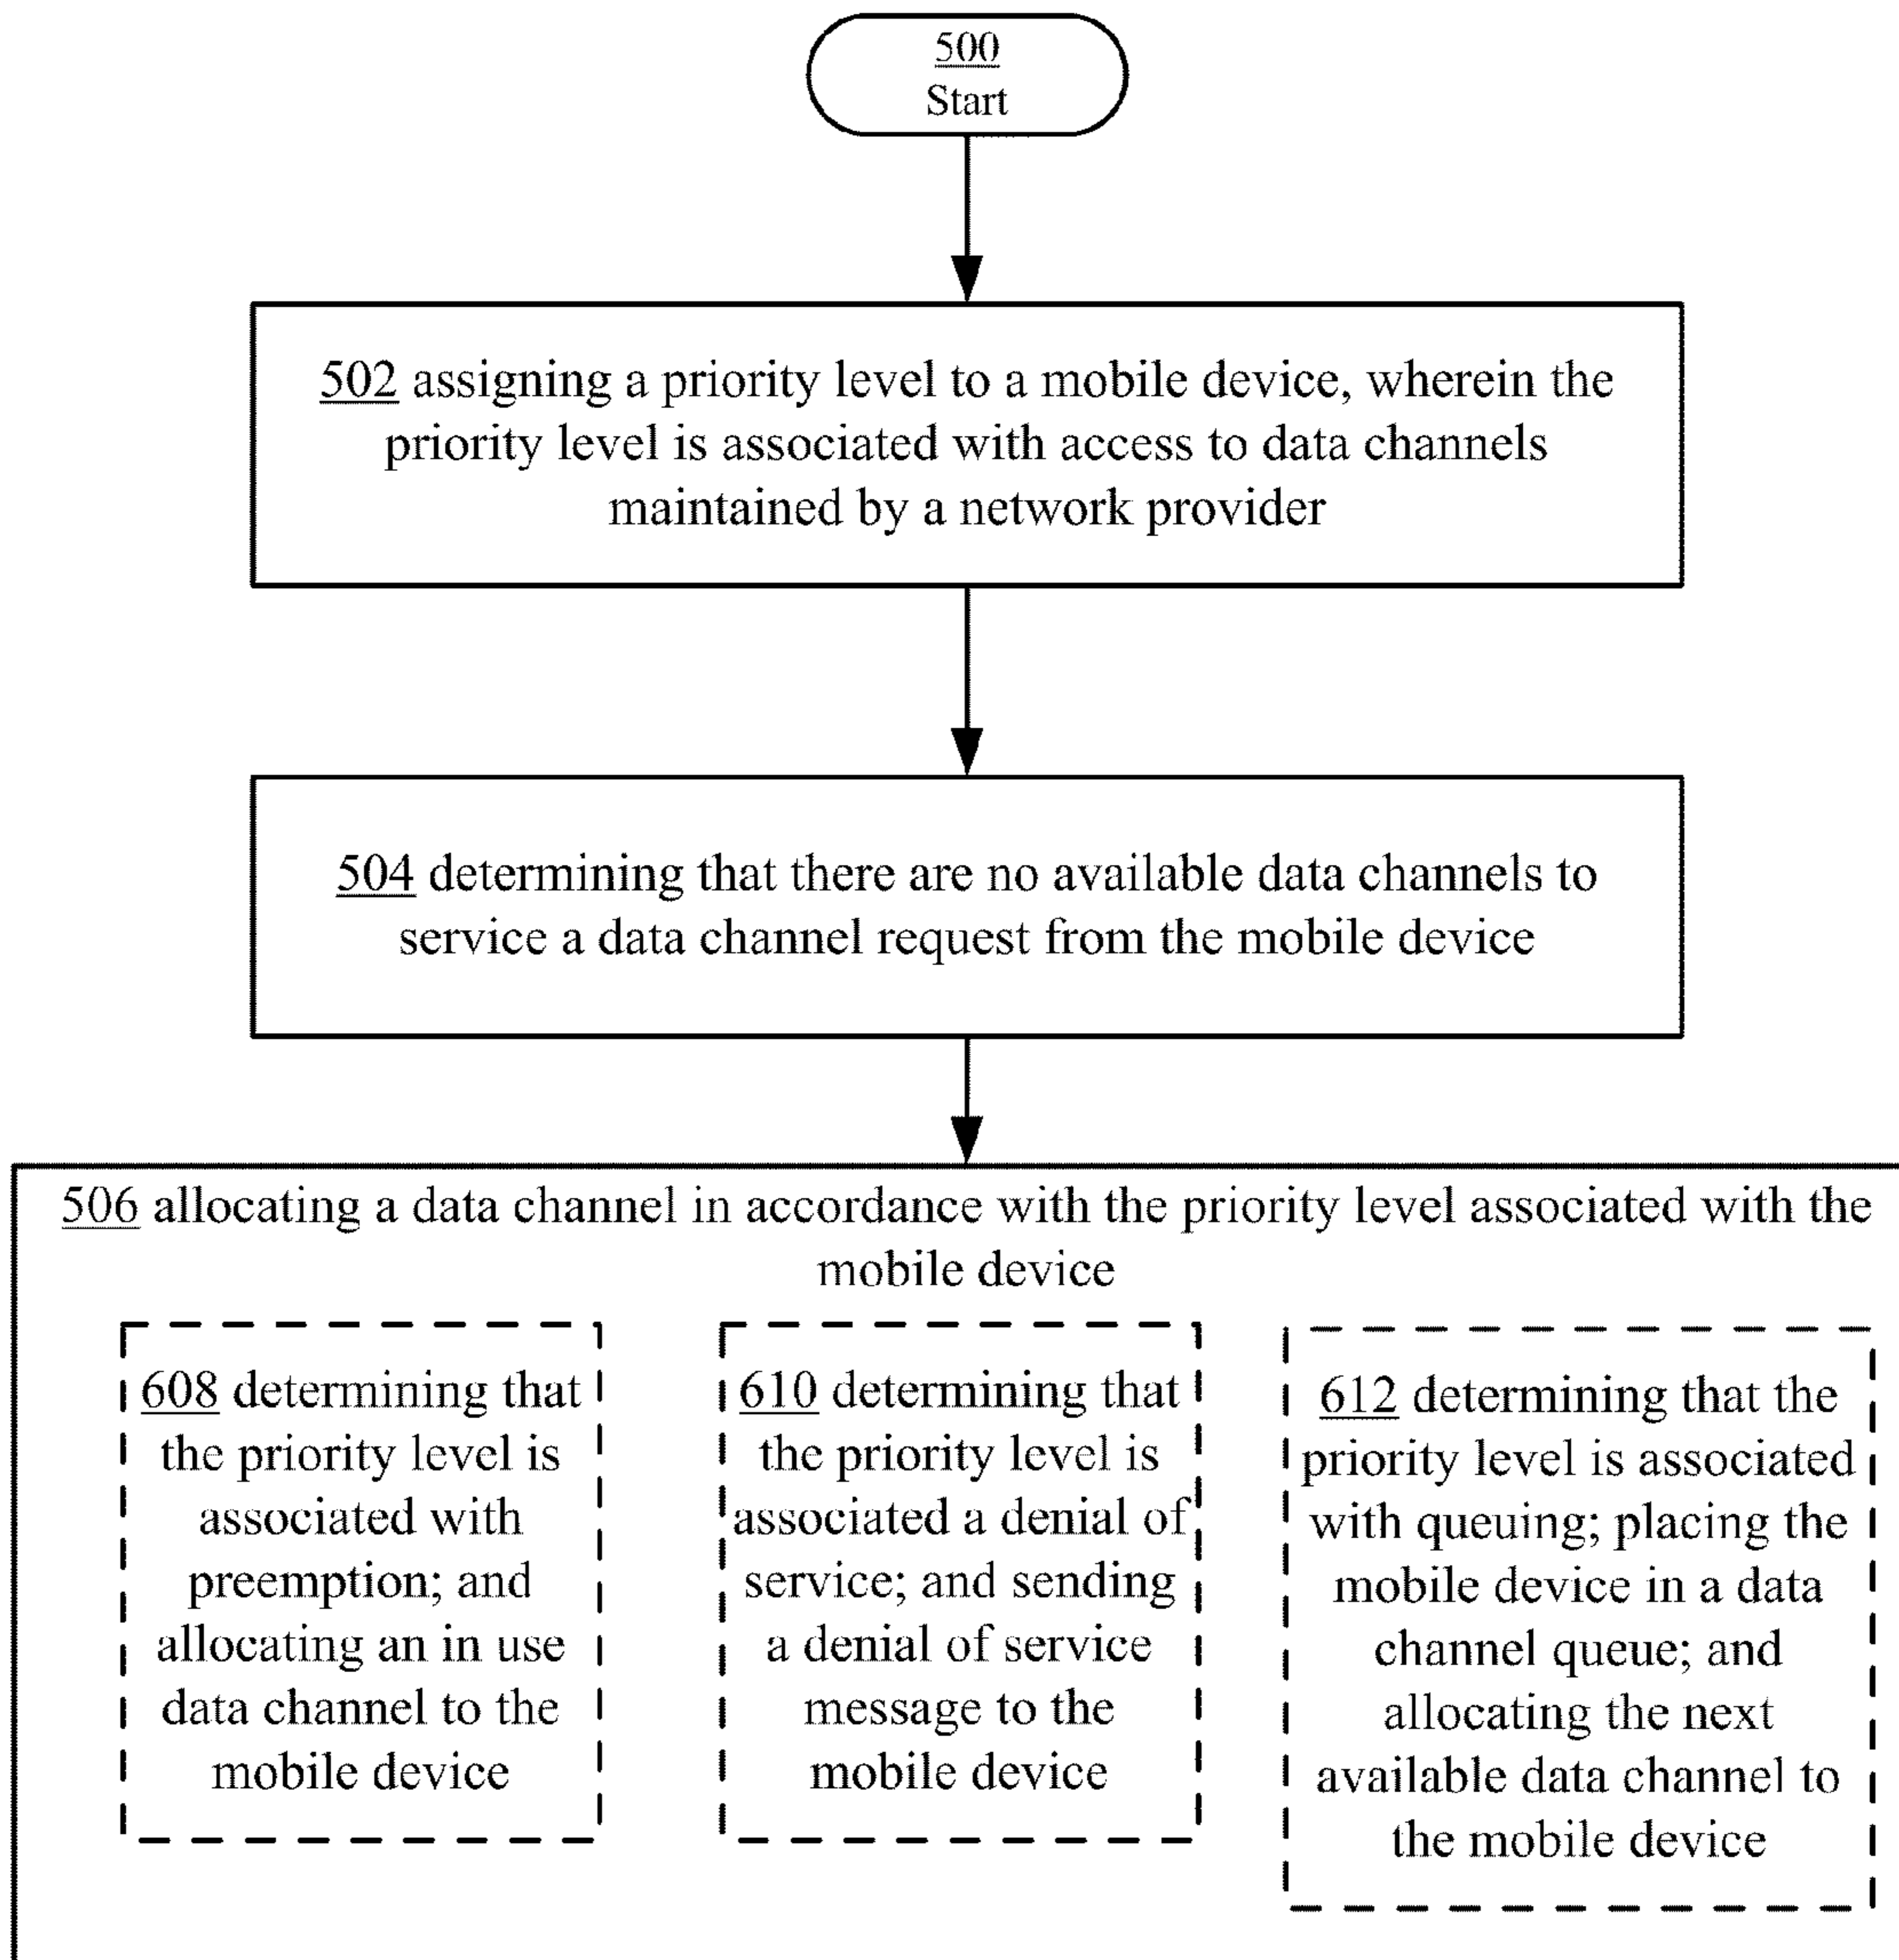 500
Start
502 assigning a priority level to a mobile device, wherein the
priority level is associated with access to data channels
maintained by a network provider
504 determining that there are no available data channels to
service a data channel request from the mobile device
506 allocating a data channel in accordance with the priority level associated with the
mobile device
608 determining that
the priority level is
associated with
preemption; and
allocating an in use
data channel to the
mobile device
610 determining that
the priority level is
associated a denial of
service; and sending
a denial of service
message to the
mobile device
612 determining that the
priority level is associated
with queuing; placing the
mobile device in a data
channel queue; and
allocating the next
available data channel to
the mobile device